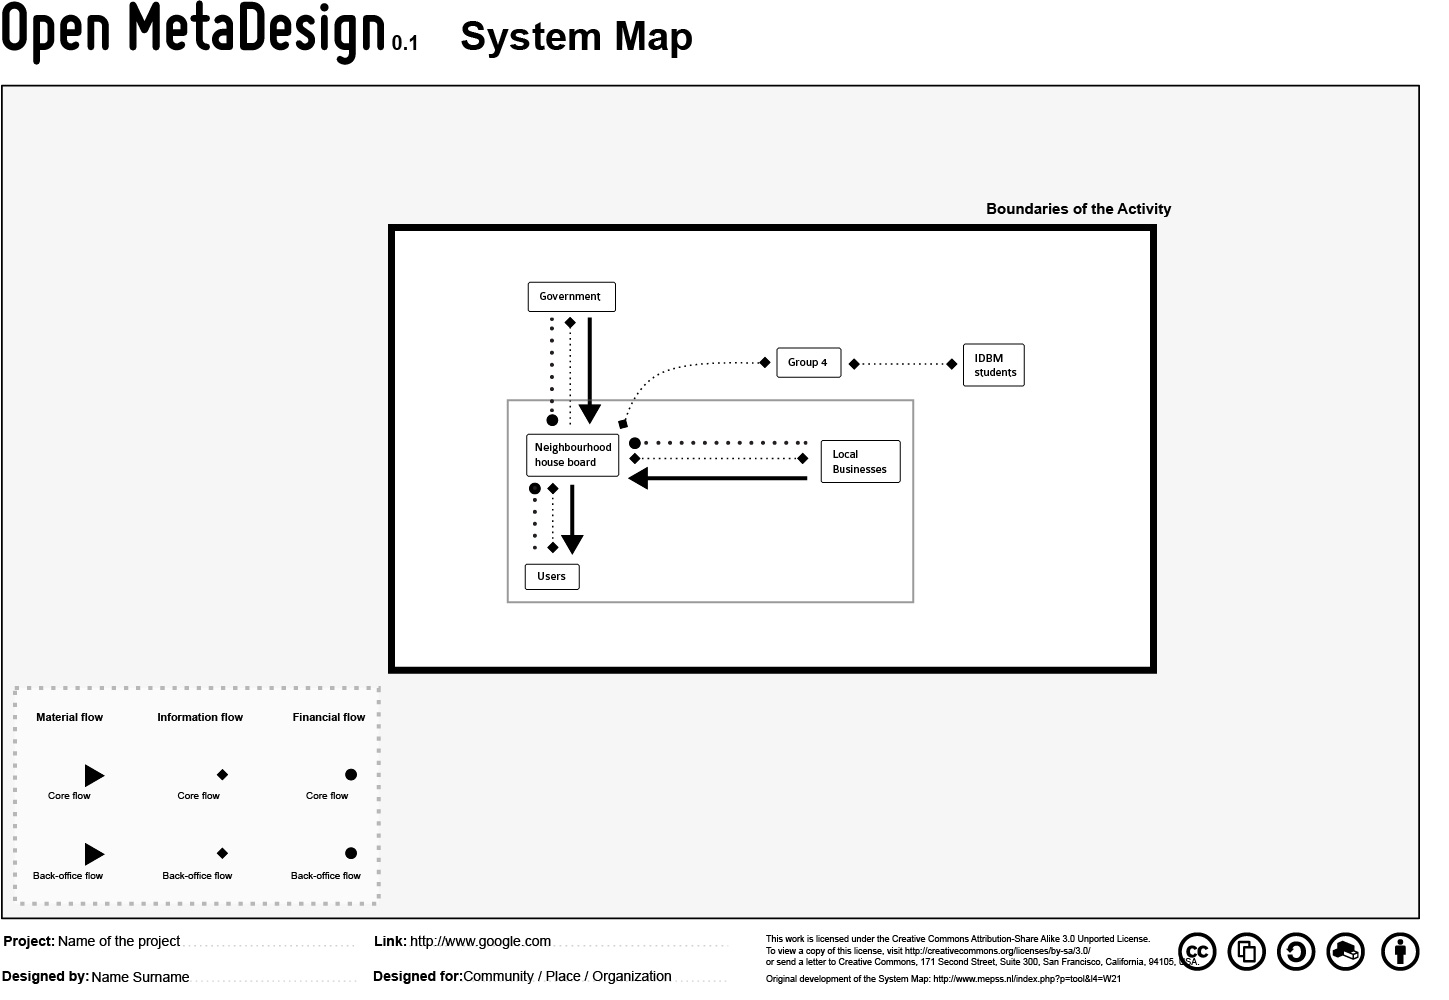 Open MetaDesign 0.1 System Map
Boundaries of the Activity
Government
Group 4
IDBM
students
Neighbourhood
house board
Local
Businesses
Users
Material flow Information flow Financial flow
Core flow Core flow Core flow
Back-office flow Back-office flow Back-office flow
Project: Name of the project
Link: http://www.google.com
Designed by: Name Surname
Designed for: Community / Place / Organization
This work is licensed under the Creative Commons Attribution-Share Alike 3.0 Unported License.
To view a copy of this license, visit http://creativecommons.org/licenses/by-sa/3.0/
or send a letter to Creative Commons, 171 Second Street, Suite 300, San Francisco, California, 94105, USA.
Original development of the System Map: http://www.mepss.nl/index.php?p=tool&l4=W21
cc